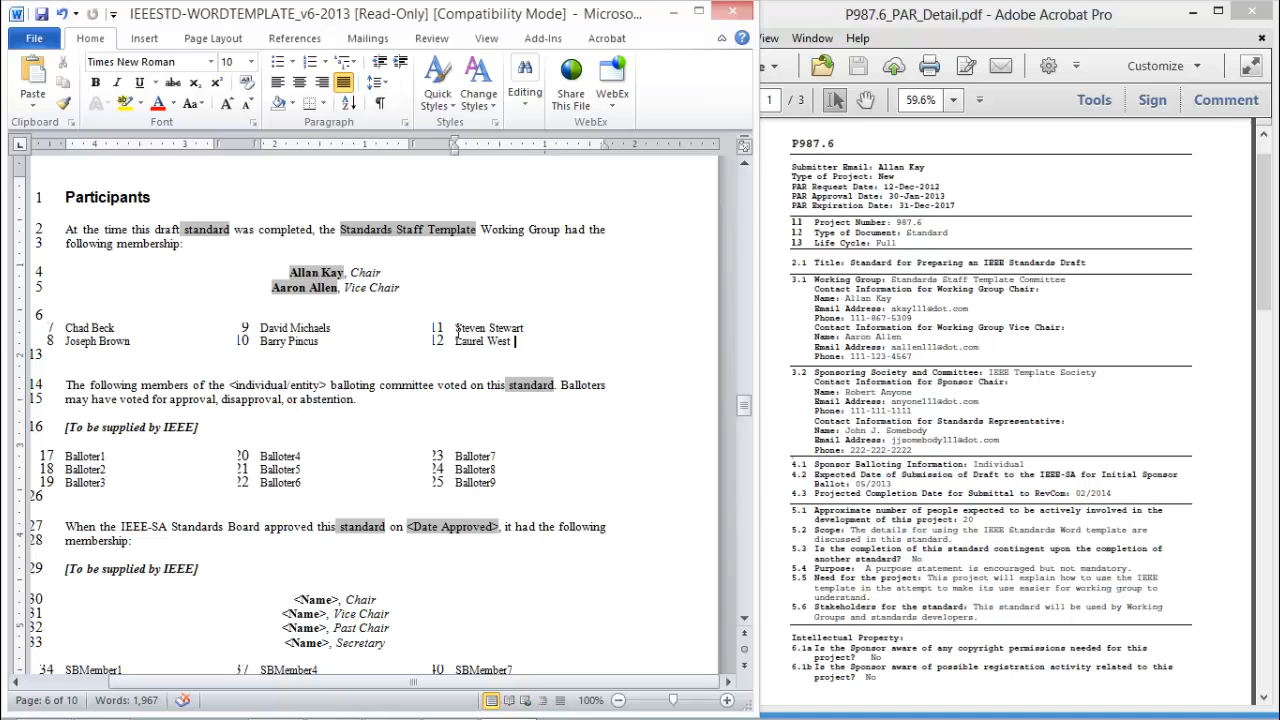 IEEESTD-WORDTEMPLATE_v6-2013 [Read-Only] [Compatibility Mode] - Microso...
File Home Insert Page Layout References Mailings Review View Add-Ins Acrobat
Times New Roman 10
Paste
Quick Styles
Change Styles
Editing
Share This File
WebEx
Clipboard Font Paragraph Styles WebEx
1 Participants
2 At the time this draft standard was completed, the Standards Staff Template Working Group had the
3 following membership:
4 Allan Kay, Chair
5 Aaron Allen, Vice Chair
6
7 Chad Beck 9 David Michaels 11 Steven Stewart
8 Joseph Brown 10 Barry Pincus 12 Laurel West
13
14 The following members of the <individual/entity> balloting committee voted on this standard. Balloters
15 may have voted for approval, disapproval, or abstention.
16 [To be supplied by IEEE]
17 Balloter1 20 Balloter4 23 Balloter7
18 Balloter2 21 Balloter5 24 Balloter8
19 Balloter3 22 Balloter6 25 Balloter9
26
27 When the IEEE-SA Standards Board approved this standard on <Date Approved>, it had the following
28 membership:
29 [To be supplied by IEEE]
30 <Name>, Chair
31 <Name>, Vice Chair
32 <Name>, Past Chair
33 <Name>, Secretary
34 SBMember1 37 SBMember4 40 SBMember7
Page: 6 of 10 Words: 1,967 100%
P987.6_PAR_Detail.pdf - Adobe Acrobat Pro
View Window Help
Customize
1 / 3 59.6% Tools Sign Comment
P987.6
Submitter Email: Allan Kay
Type of Project: New
PAR Request Date: 12-Dec-2012
PAR Approval Date: 30-Jan-2013
PAR Expiration Date: 31-Dec-2017
1.1 Project Number: 987.6
1.2 Type of Document: Standard
1.3 Life Cycle: Full
2.1 Title: Standard for Preparing an IEEE Standards Draft
3.1 Working Group: Standards Staff Template Committee
Contact Information for Working Group Chair:
Name: Allan Kay
Email Address: akay111@dot.com
Phone: 111-867-5309
Contact Information for Working Group Vice Chair:
Name: Aaron Allen
Email Address: aallen111@dot.com
Phone: 111-123-4567
3.2 Sponsoring Society and Committee: IEEE Template Society
Contact Information for Sponsor Chair:
Name: Robert Anyone
Email Address: anyone111@dot.com
Phone: 111-111-1111
Contact Information for Standards Representative:
Name: John J. Somebody
Email Address: jjsomebody111@dot.com
Phone: 222-222-2222
4.1 Sponsor Balloting Information: Individual
4.2 Expected Date of Submission of Draft to the IEEE-SA for Initial Sponsor
Ballot: 05/2013
4.3 Projected Completion Date for Submittal to RevCom: 02/2014
5.1 Approximate number of people expected to be actively involved in the
development of this project: 20
5.2 Scope: The details for using the IEEE Standards Word template are
discussed in this standard.
5.3 Is the completion of this standard contingent upon the completion of
another standard? No
5.4 Purpose: A purpose statement is encouraged but not mandatory.
5.5 Need for the project: This project will explain how to use the IEEE
template in the attempt to make its use easier for working group to
understand.
5.6 Stakeholders for the standard: This standard will be used by Working
Groups and standards developers.
Intellectual Property:
6.1a Is the Sponsor aware of any copyright permissions needed for this
project? No
6.1b Is the Sponsor aware of possible registration activity related to this
project? No